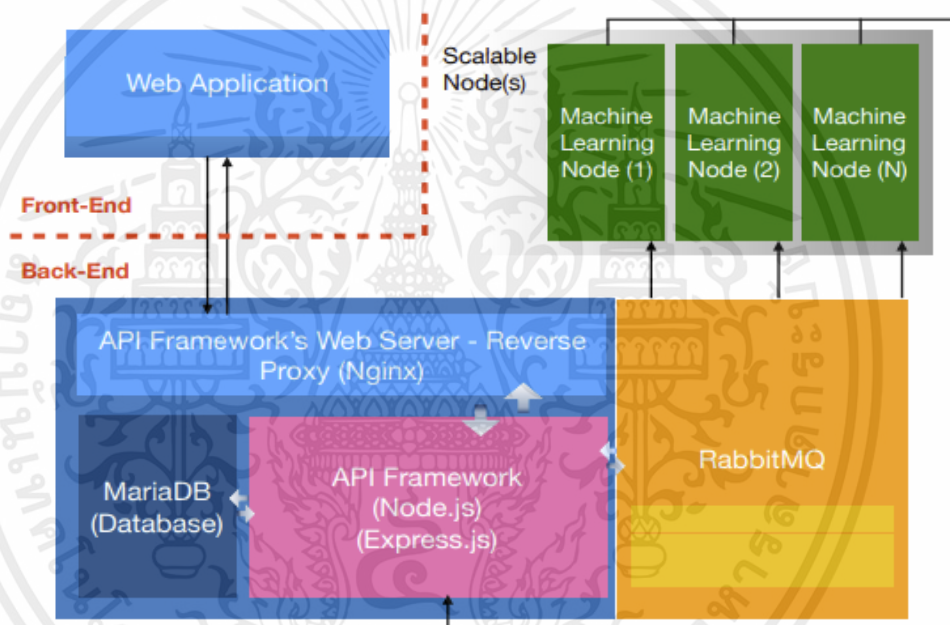 Web Application
Scalable
Node(s)
Machine
Learning
Node (1)
Machine
Learning
Node (2)
Machine
Learning
Node (N)
Front-End
Back-End
API Framework's Web Server - Reverse
Proxy (Nginx)
MariaDB
(Database)
API Framework
(Node.js)
(Express.js)
RabbitMQ